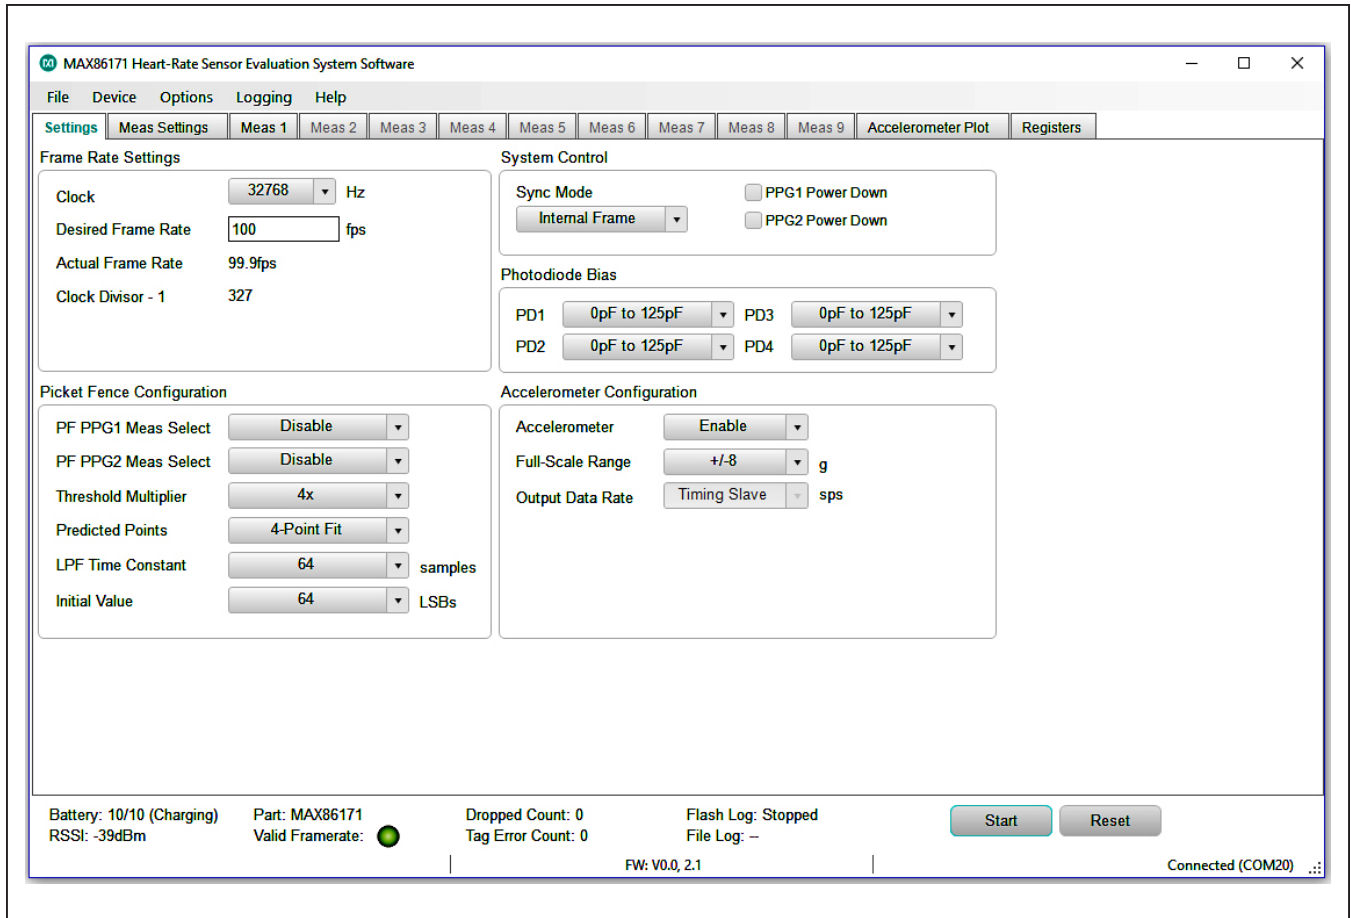 MAX86171 Heart-Rate Sensor Evaluation System Software
File Device Options Logging Help
Settings Meas Settings Meas 1 Meas 2 Meas 3 Meas 4 Meas 5 Meas 6 Meas 7 Meas 8 Meas 9 Accelerometer Plot Registers
Frame Rate Settings
Clock 32768 Hz
Desired Frame Rate 100 fps
Actual Frame Rate 99.9fps
Clock Divisor - 1 327
System Control
Sync Mode
Internal Frame
PPG1 Power Down
PPG2 Power Down
Photodiode Bias
PD1 0pF to 125pF PD3 0pF to 125pF
PD2 0pF to 125pF PD4 0pF to 125pF
Picket Fence Configuration
PF PPG1 Meas Select Disable
PF PPG2 Meas Select Disable
Threshold Multiplier 4x
Predicted Points 4-Point Fit
LPF Time Constant 64 samples
Initial Value 64 LSBs
Accelerometer Configuration
Accelerometer Enable
Full-Scale Range +/-8 g
Output Data Rate Timing Slave sps
Battery: 10/10 (Charging) Part: MAX86171 Dropped Count: 0 Flash Log: Stopped
RSSI: -39dBm Valid Framerate: Tag Error Count: 0 File Log: --
Start Reset
FW: V0.0, 2.1 Connected (COM20)